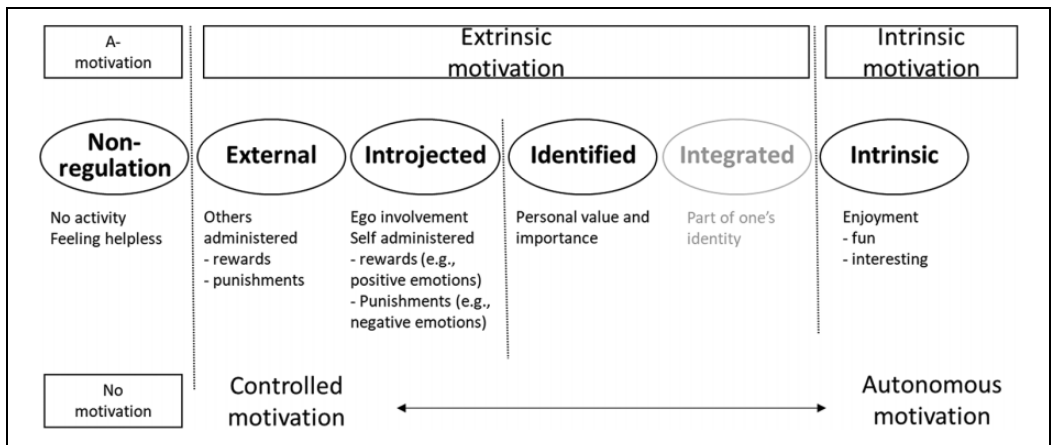 A-
motivation
Extrinsic
motivation
Intrinsic
motivation
Non-
regulation
External
Introjected
Identified
Integrated
Intrinsic
No activity
Feeling helpless
Others
administered
- rewards
- punishments
Ego involvement
Self administered
- rewards (e.g.,
positive emotions)
- Punishments (e.g.,
negative emotions)
Personal value and
importance
Part of one's
identity
Enjoyment
- fun
- interesting
No
motivation
Controlled
motivation
Autonomous
motivation